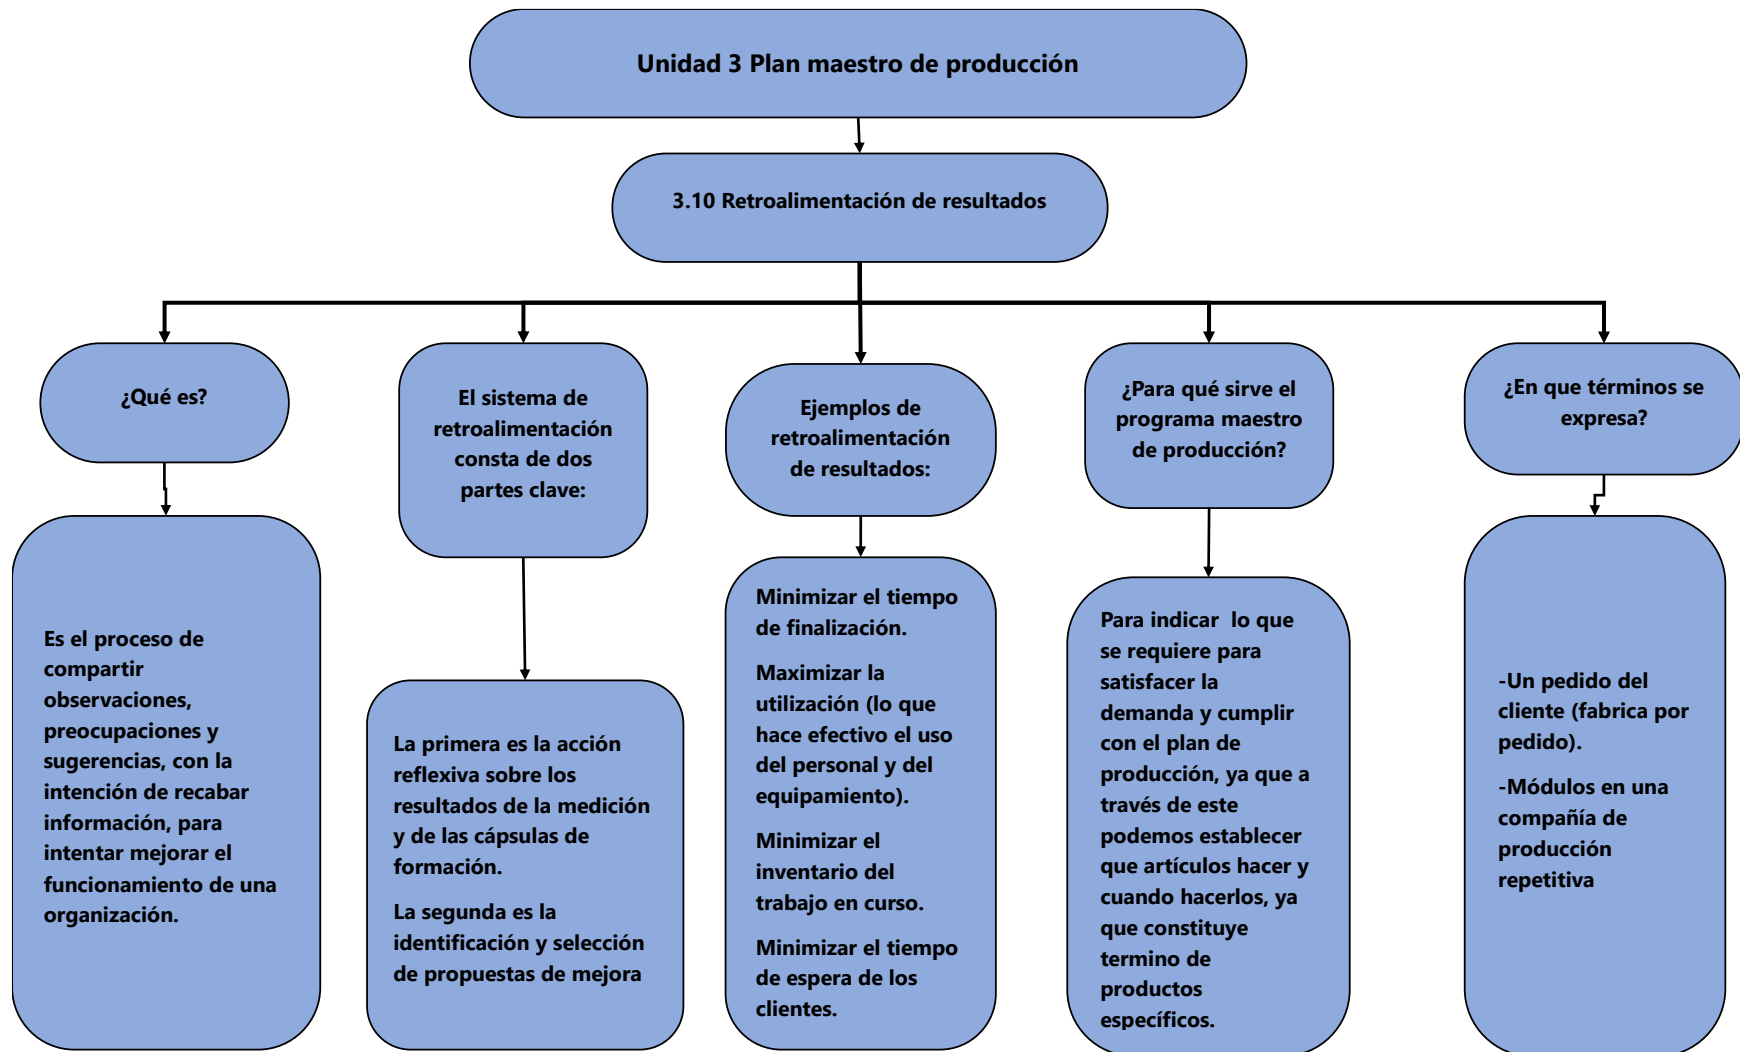 Unidad 3 Plan maestro de producción
3.10 Retroalimentación de resultados
¿Qué es?
Es el proceso de
compartir
observaciones,
preocupaciones y
sugerencias, con la
intención de recabar
información, para
intentar mejorar el
funcionamiento de una
organización.
El sistema de
retroalimentación
consta de dos
partes clave:
La primera es la acción
reflexiva sobre los
resultados de la medición
y de las cápsulas de
formación.
La segunda es la
identificación y selección
de propuestas de mejora
Ejemplos de
retroalimentación
de resultados:
Minimizar el tiempo
de finalización.
Maximizar la
utilización (lo que
hace efectivo el uso
del personal y del
equipamiento).
Minimizar el
inventario del
trabajo en curso.
Minimizar el tiempo
de espera de los
clientes.
¿Para qué sirve el
programa maestro
de producción?
Para indicar  lo que
se requiere para
satisfacer la
demanda y cumplir
con el plan de
producción, ya que a
través de este
podemos establecer
que artículos hacer y
cuando hacerlos, ya
que constituye
termino de
productos
específicos.
¿En que términos se
expresa?
-Un pedido del
cliente (fabrica por
pedido).
-Módulos en una
compañía de
producción
repetitiva